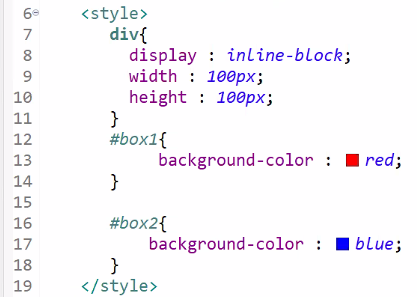 6 <style>
7 div{
8 display : inline-block;
9 width : 100px;
10 height : 100px;
11 }
12 #box1{
13 background-color : red;
14 }
15
16 #box2{
17 background-color : blue;
18 }
19 </style>